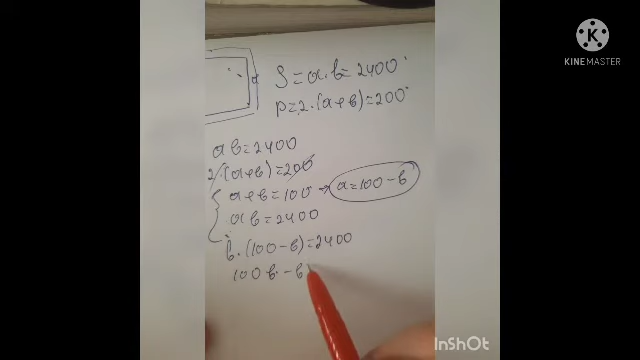 S = a·b = 2400
P = 2·(a+b) = 200
ab = 2400
2·(a+b) = 200
a+b = 100 → a = 100 - b
ab = 2400
b·(100 - b) = 2400
100b - b
KINEMASTER
InShOt